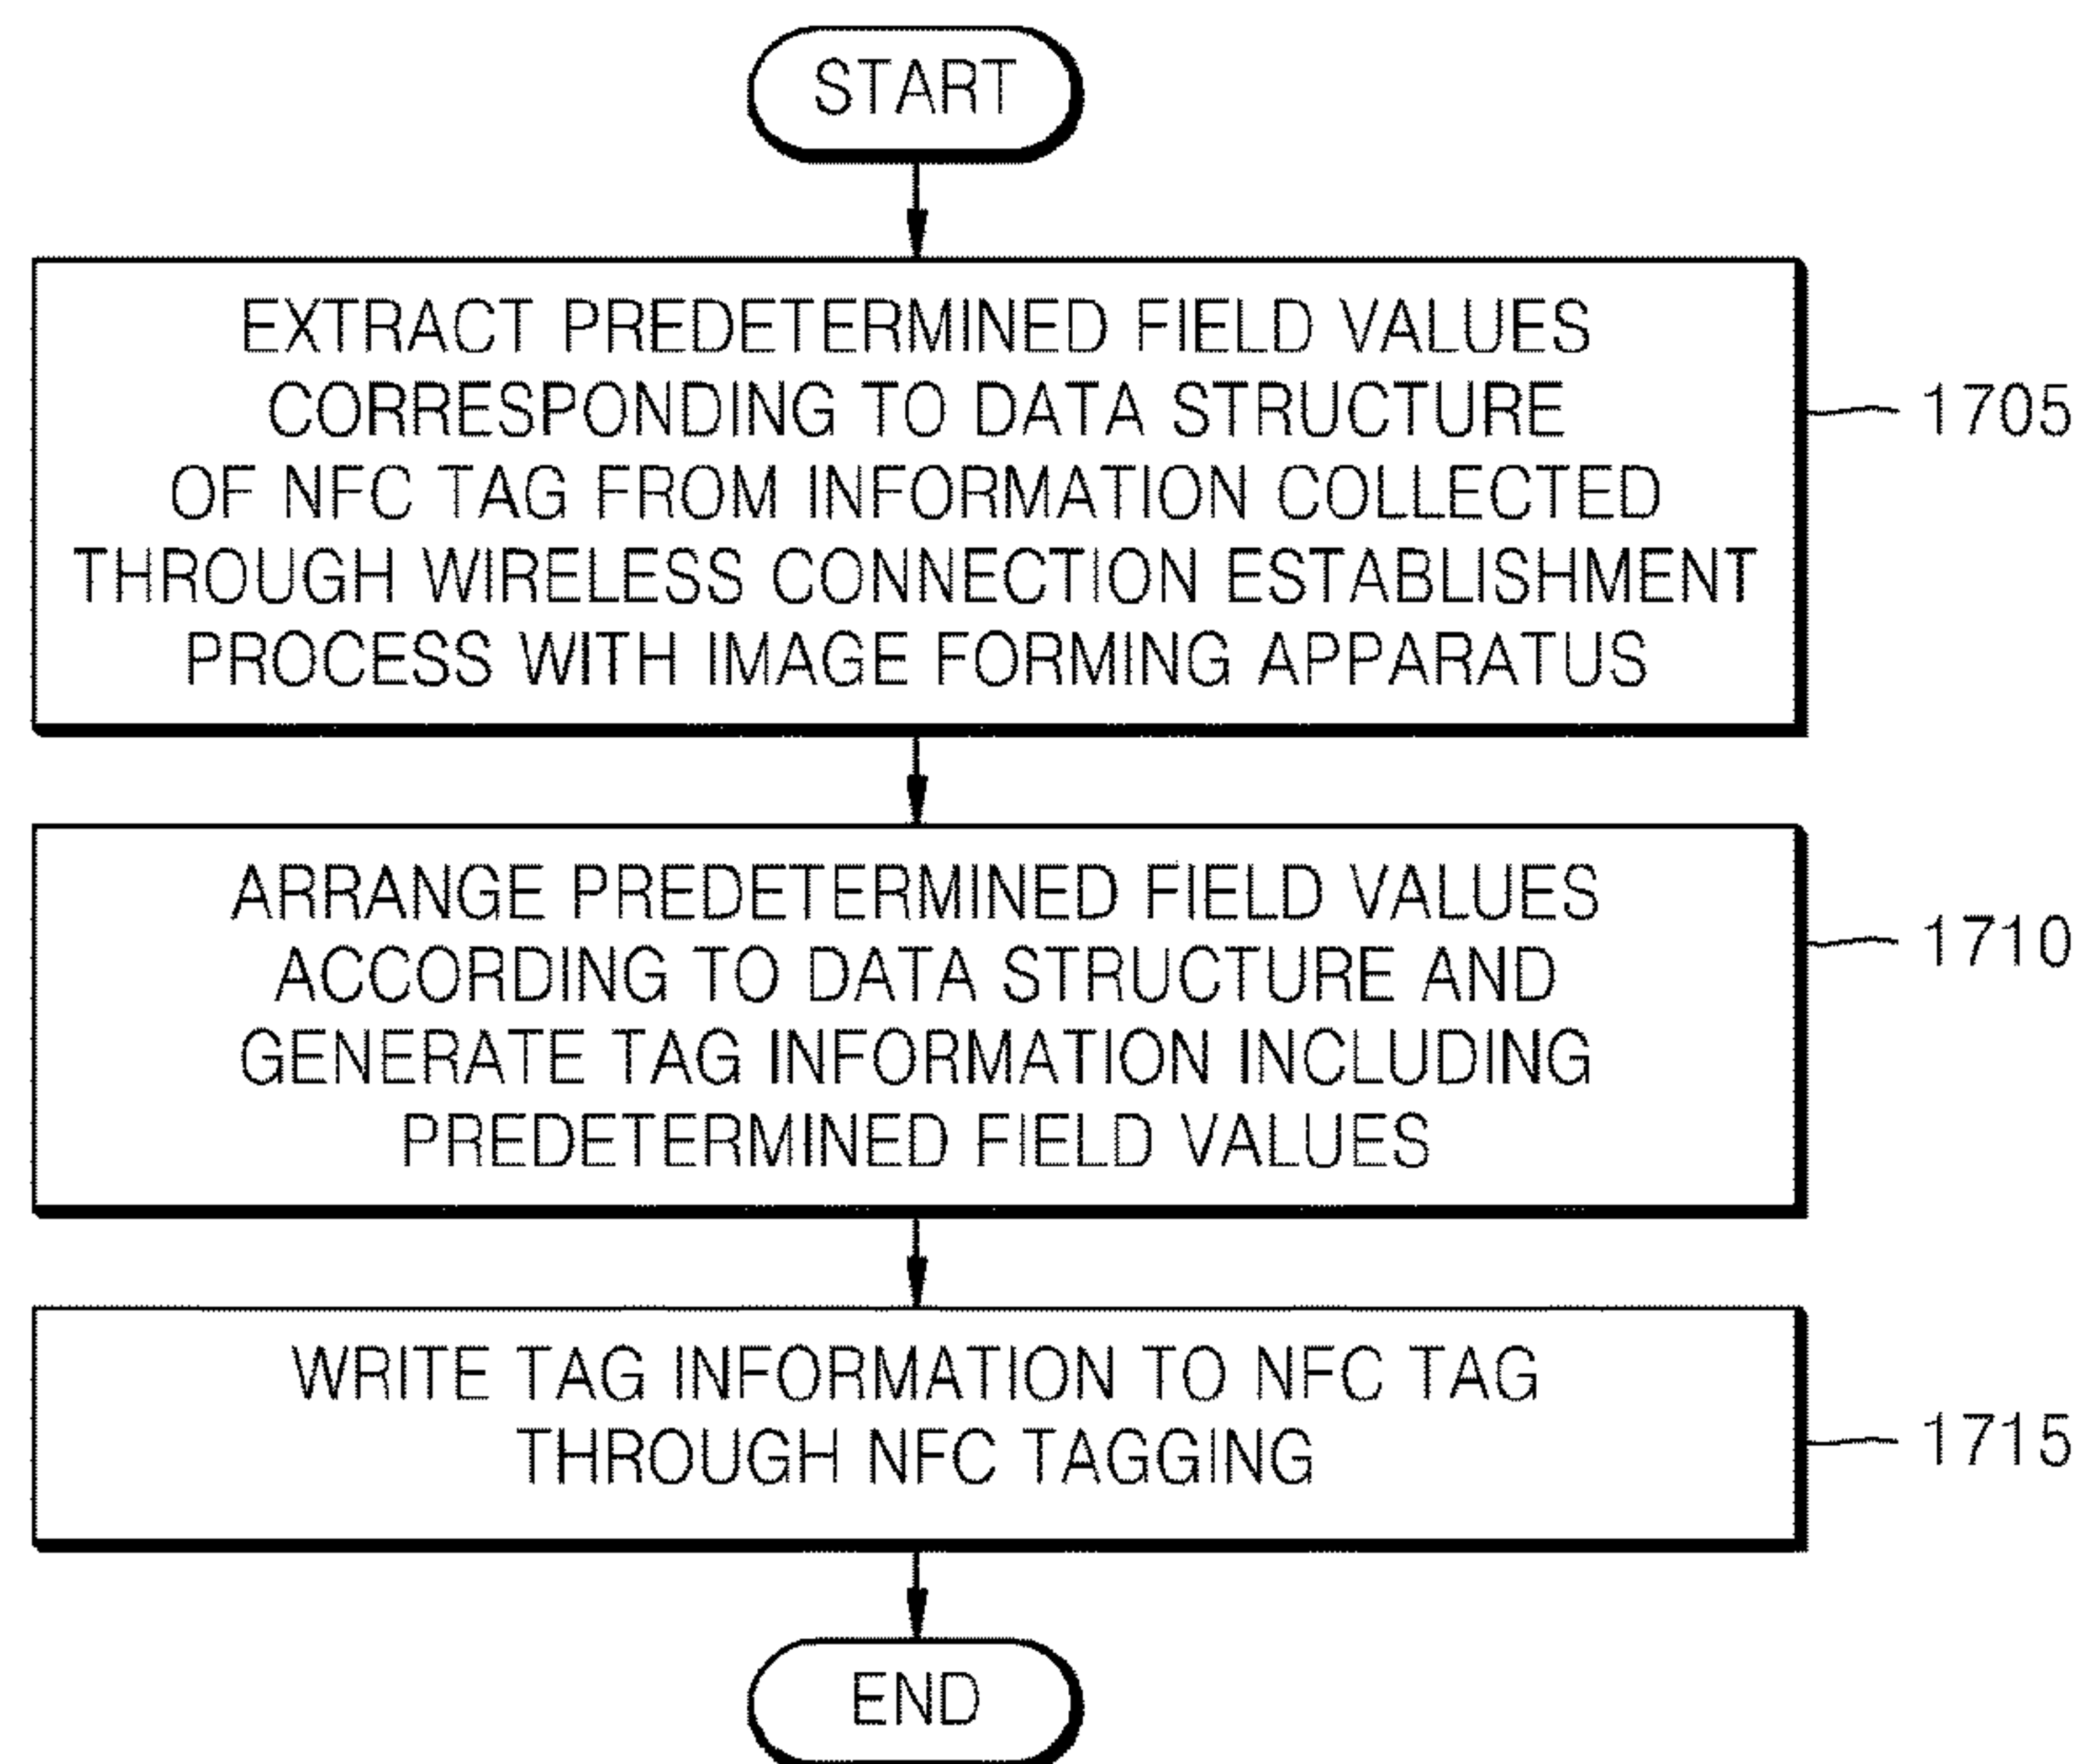 START
EXTRACT PREDETERMINED FIELD VALUES
CORRESPONDING TO DATA STRUCTURE
OF NFC TAG FROM INFORMATION COLLECTED
THROUGH WIRELESS CONNECTION ESTABLISHMENT
PROCESS WITH IMAGE FORMING APPARATUS
1705
ARRANGE PREDETERMINED FIELD VALUES
ACCORDING TO DATA STRUCTURE AND
GENERATE TAG INFORMATION INCLUDING
PREDETERMINED FIELD VALUES
1710
WRITE TAG INFORMATION TO NFC TAG
THROUGH NFC TAGGING
1715
END